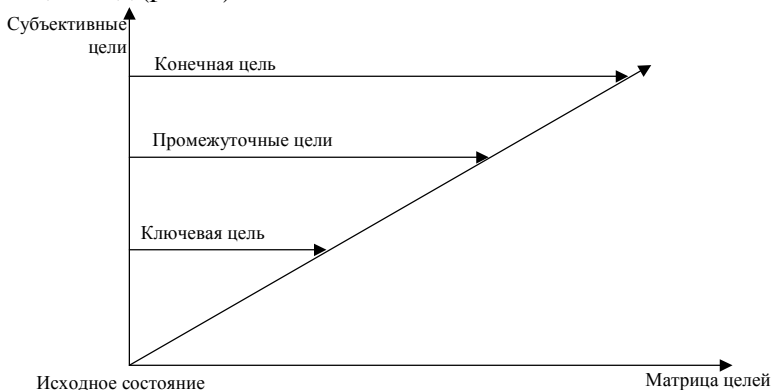 Субъективные
цели
Конечная цель
Промежуточные цели
Ключевая цель
Исходное состояние
Матрица целей